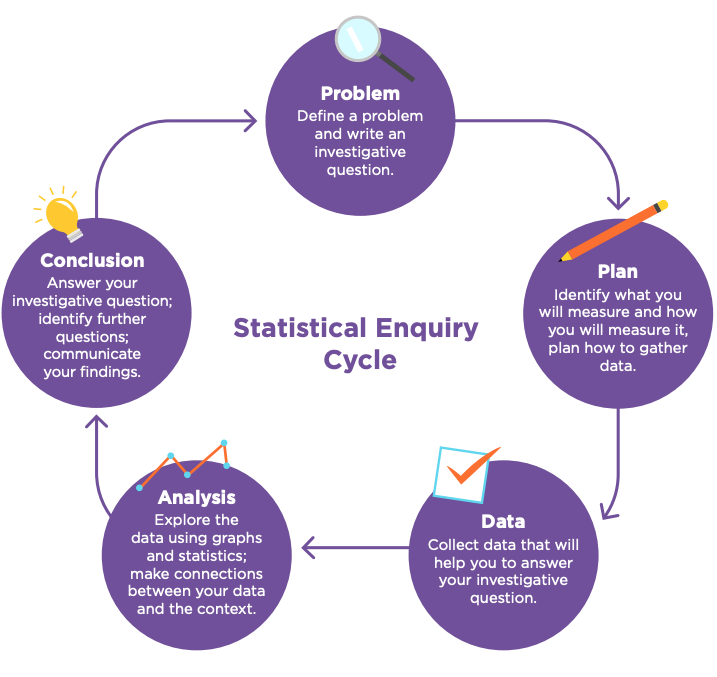 Problem
Define a problem
and write an
investigative
question.
Plan
Identify what you
will measure and how
you will measure it,
plan how to gather
data.
Data
Collect data that will
help you to answer
your investigative
question.
Analysis
Explore the
data using graphs
and statistics;
make connections
between your data
and the context.
Conclusion
Answer your
investigative question;
identify further
questions;
communicate
your findings.
Statistical Enquiry
Cycle